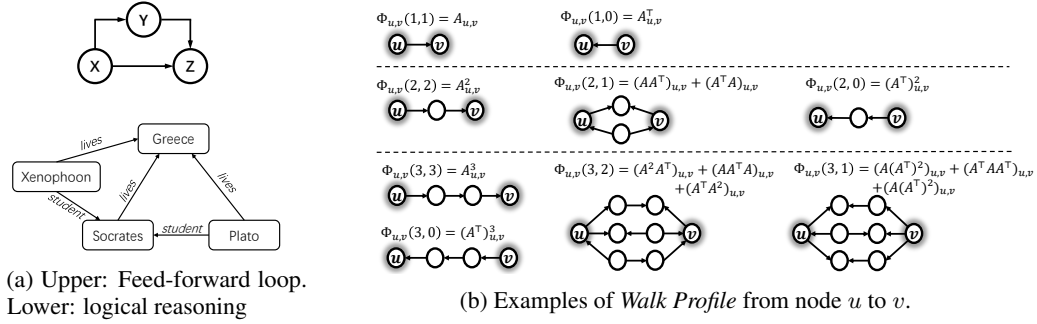 Y
X
Z
Greece
lives
Xenophoon
lives
lives
student
Socrates
student
Plato
(a) Upper: Feed-forward loop.
Lower: logical reasoning
Φ_{u,v}(1,1) = A_{u,v}
Φ_{u,v}(1,0) = A^⊤_{u,v}
u v
u v
Φ_{u,v}(2,2) = A^2_{u,v}
Φ_{u,v}(2,1) = (AA^⊤)_{u,v} + (A^⊤A)_{u,v}
Φ_{u,v}(2,0) = (A^⊤)^2_{u,v}
u v
u v
u v
Φ_{u,v}(3,3) = A^3_{u,v}
Φ_{u,v}(3,2) = (A^2A^⊤)_{u,v} + (AA^⊤A)_{u,v}
+(A^⊤A^2)_{u,v}
Φ_{u,v}(3,1) = (A(A^⊤)^2)_{u,v} + (A^⊤AA^⊤)_{u,v}
+(A(A^⊤)^2)_{u,v}
u v
Φ_{u,v}(3,0) = (A^⊤)^3_{u,v}
u v
u v
u v
(b) Examples of Walk Profile from node u to v.